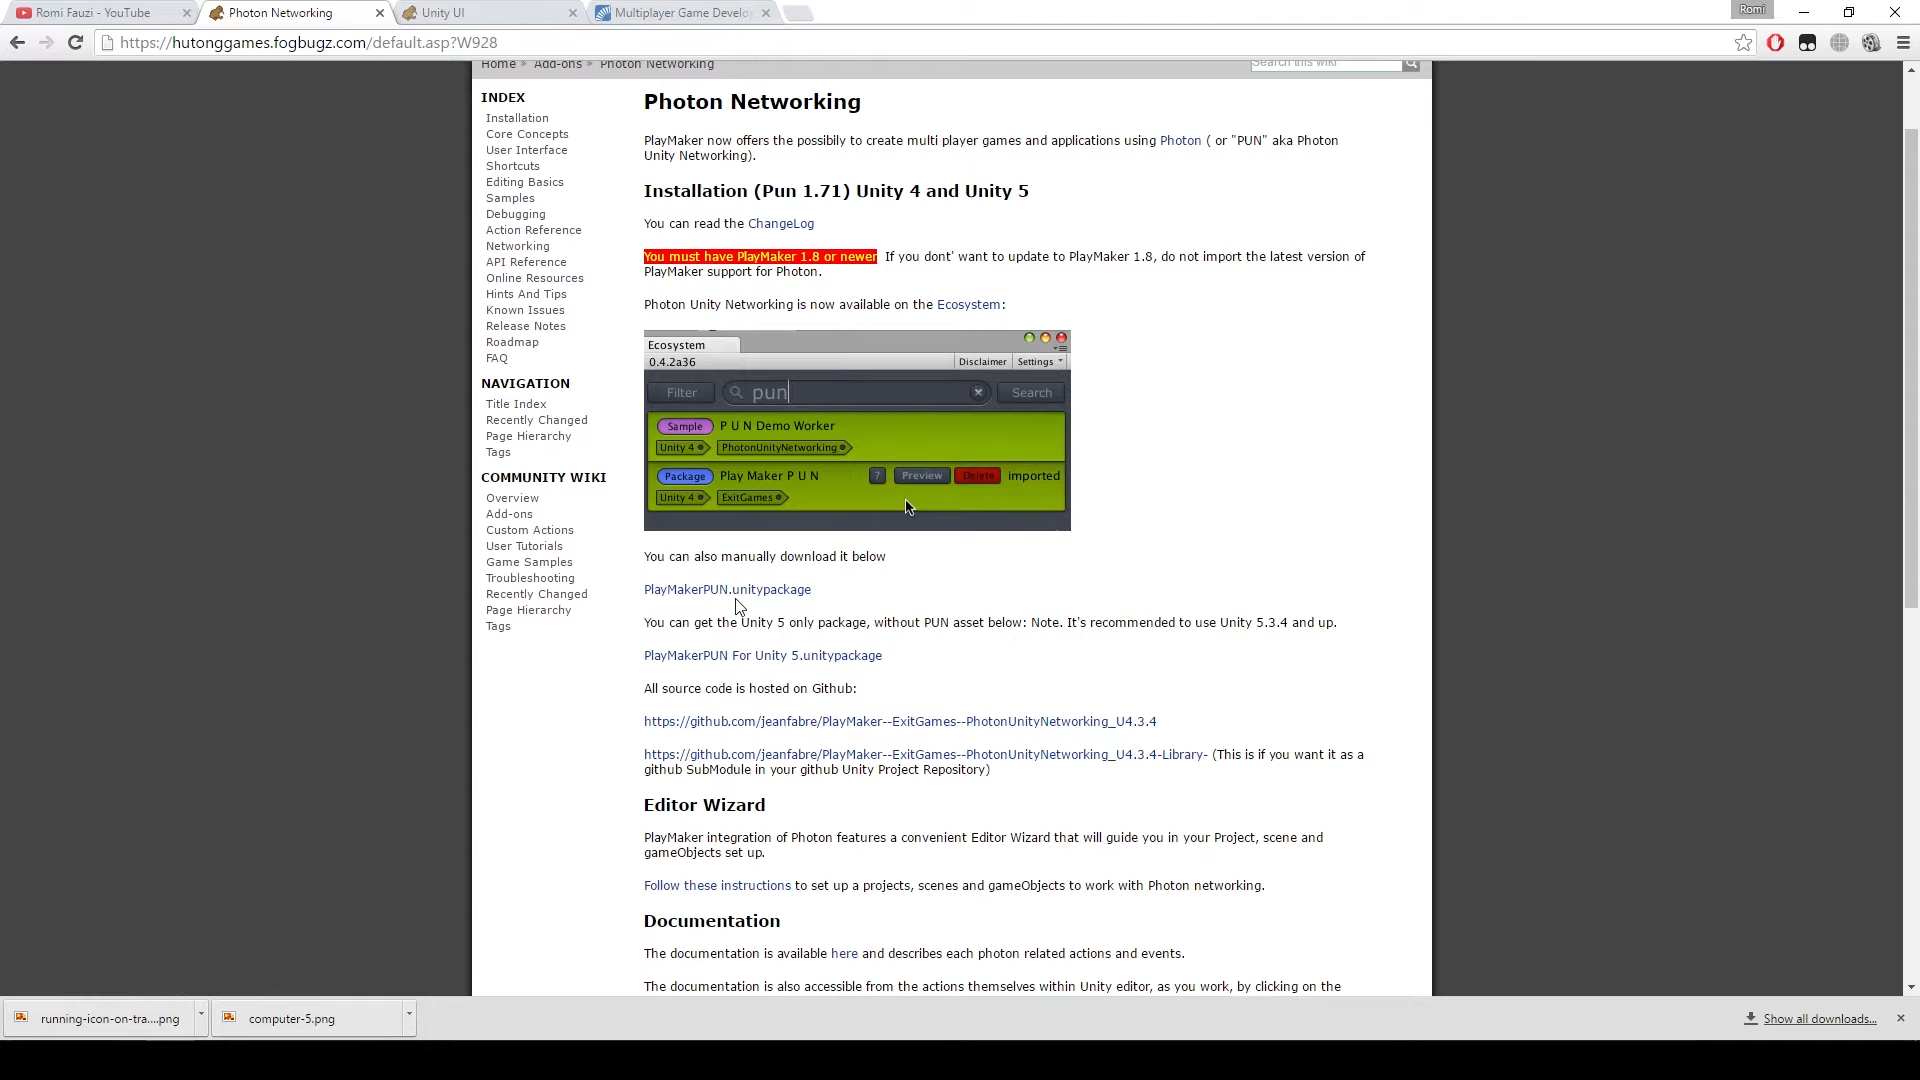 Romi Fauzi - YouTube
Photon Networking
Unity UI
Multiplayer Game Develo
Romi
https://hutonggames.fogbugz.com/default.asp?W928
Home » Add-ons » Photon Networking
Search this wiki
INDEX
Installation
Core Concepts
User Interface
Shortcuts
Editing Basics
Samples
Debugging
Action Reference
Networking
API Reference
Online Resources
Hints And Tips
Known Issues
Release Notes
Roadmap
FAQ
NAVIGATION
Title Index
Recently Changed
Page Hierarchy
Tags
COMMUNITY WIKI
Overview
Add-ons
Custom Actions
User Tutorials
Game Samples
Troubleshooting
Recently Changed
Page Hierarchy
Tags
Photon Networking
PlayMaker now offers the possibily to create multi player games and applications using Photon ( or "PUN" aka Photon
Unity Networking).
Installation (Pun 1.71) Unity 4 and Unity 5
You can read the ChangeLog
You must have PlayMaker 1.8 or newer If you dont' want to update to PlayMaker 1.8, do not import the latest version of
PlayMaker support for Photon.
Photon Unity Networking is now available on the Ecosystem:
Ecosystem
0.4.2a36
Disclaimer
Settings
Filter
pun
Search
Sample P U N Demo Worker
Unity 4 PhotonUnityNetworking
Package Play Maker P U N ? Preview Delete imported
Unity 4 ExitGames
You can also manually download it below
PlayMakerPUN.unitypackage
You can get the Unity 5 only package, without PUN asset below: Note. It's recommended to use Unity 5.3.4 and up.
PlayMakerPUN For Unity 5.unitypackage
All source code is hosted on Github:
https://github.com/jeanfabre/PlayMaker--ExitGames--PhotonUnityNetworking_U4.3.4
https://github.com/jeanfabre/PlayMaker--ExitGames--PhotonUnityNetworking_U4.3.4-Library- (This is if you want it as a
github SubModule in your github Unity Project Repository)
Editor Wizard
PlayMaker integration of Photon features a convenient Editor Wizard that will guide you in your Project, scene and
gameObjects set up.
Follow these instructions to set up a projects, scenes and gameObjects to work with Photon networking.
Documentation
The documentation is available here and describes each photon related actions and events.
The documentation is also accessible from the actions themselves within Unity editor, as you work, by clicking on the
running-icon-on-tra....png
computer-5.png
Show all downloads...